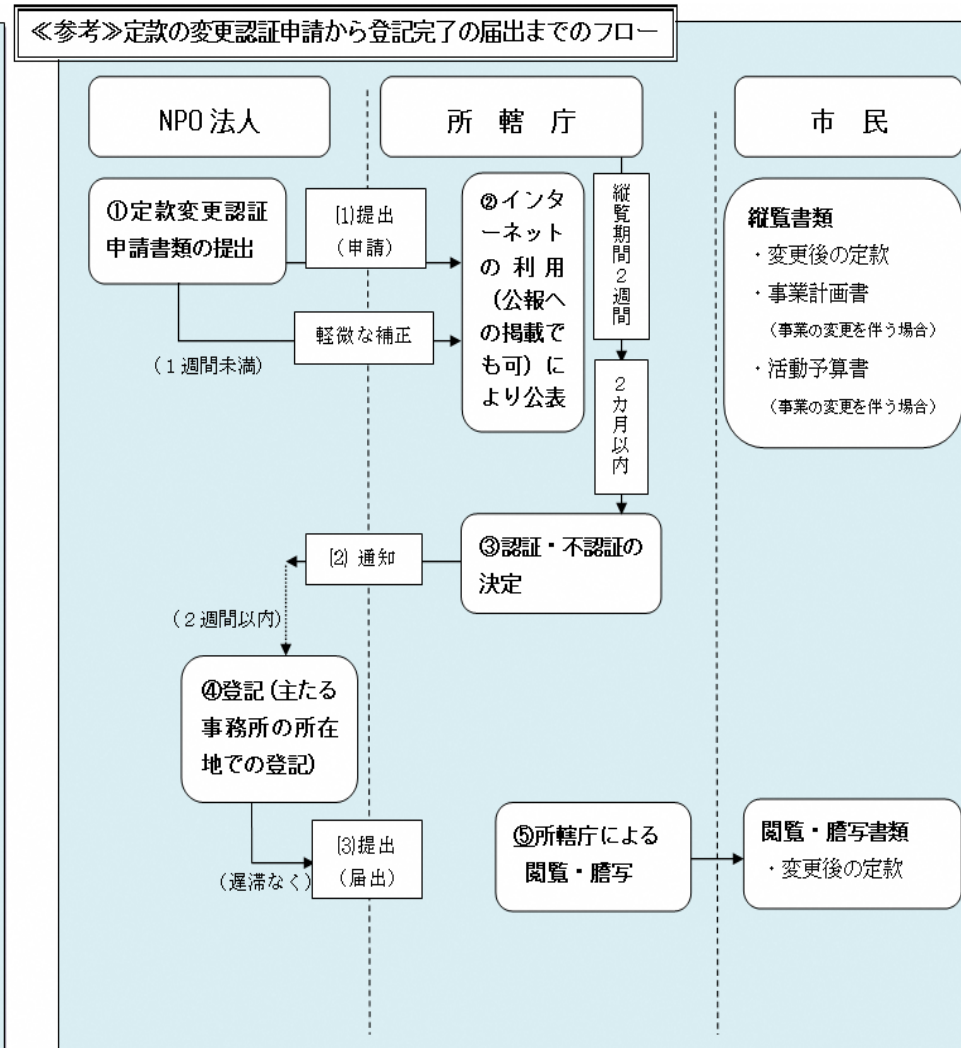 ≪参考≫定款の変更認証申請から登記完了の届出までのフロー
NPO法人
所 轄 庁
市 民
①定款変更認証
申請書類の提出
[1)提出
(申請)
軽微な補正
(1週間未満)
②インタ
ーネット
の利用
(公報へ
の掲載で
も可)に
より公表
縦覧期間2週間
2カ月以内
縦覧書類
・変更後の定款
・事業計画書
(事業の変更を伴う場合)
・活動予算書
(事業の変更を伴う場合)
③認証・不認証の
決定
[2) 通知
(2週間以内)
④登記(主たる
事務所の所在
地での登記)
[3)提出
(届出)
(遅滞なく)
⑤所轄庁による
閲覧・謄写
閲覧・謄写書類
・変更後の定款